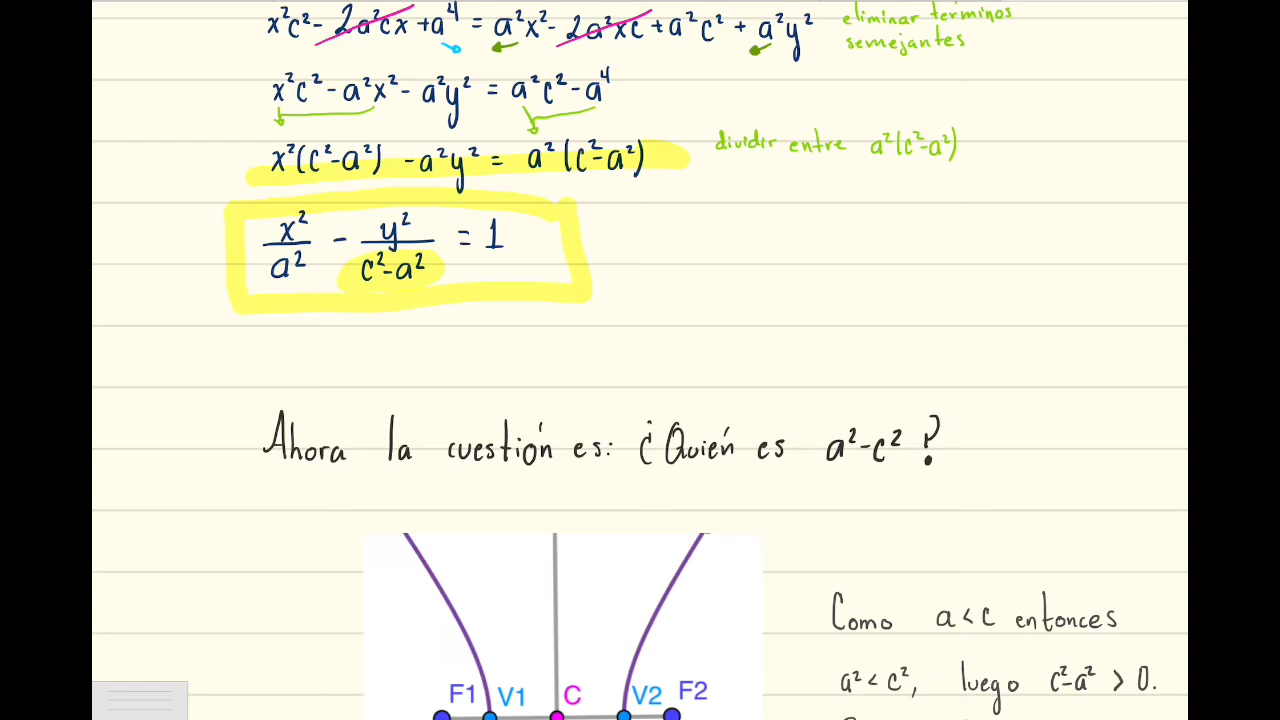 x²c² - 2a²cx + a⁴ = a²x² - 2a²xc + a²c² + a²y² eliminar terminos
semejantes
x²c² - a²x² - a²y² = a²c² - a⁴
x²(c²-a²) - a²y² = a²(c²-a²) dividir entre a²(c²-a²)
x²/a² - y²/(c²-a²) = 1
Ahora la cuestión es: ¿Quién es a²-c²?
Como a<c entonces
a²<c², luego c²-a²>0.
F1 V1 C V2 F2